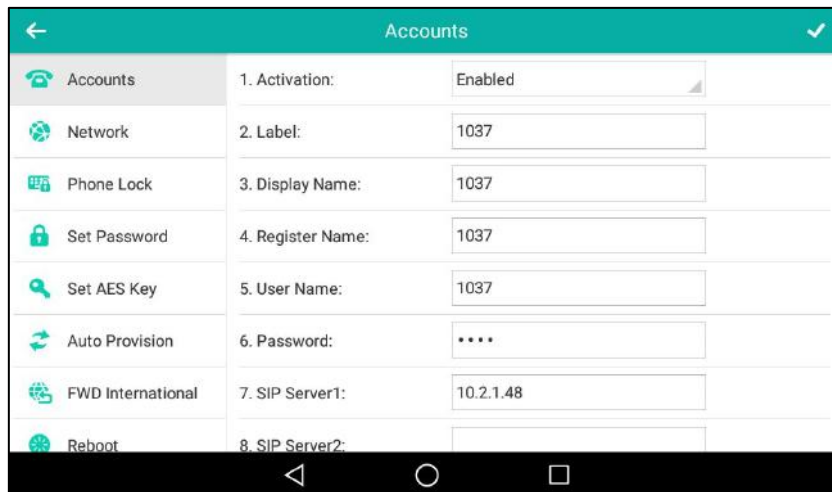 Accounts
Accounts
Network
Phone Lock
Set Password
Set AES Key
Auto Provision
FWD International
Reboot
1. Activation: Enabled
2. Label: 1037
3. Display Name: 1037
4. Register Name: 1037
5. User Name: 1037
6. Password: ••••
7. SIP Server1: 10.2.1.48
8. SIP Server2: